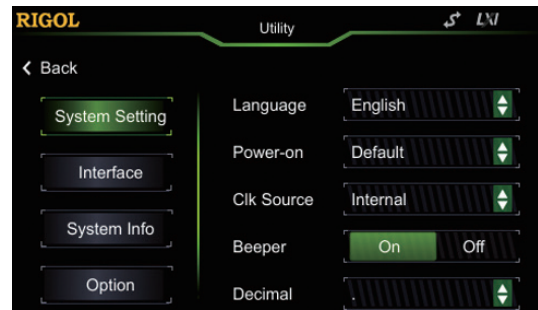 RIGOL
Utility
LXI
Back
System Setting
Interface
System Info
Option
Language English
Power-on Default
Clk Source Internal
Beeper On Off
Decimal .